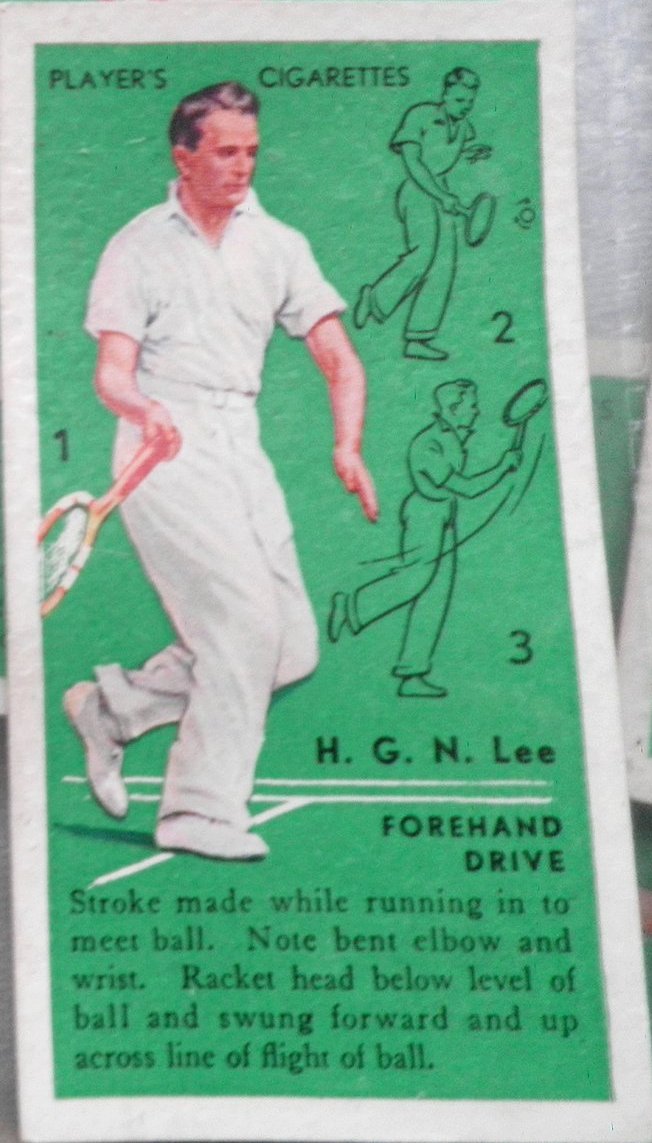 PLAYER'S CIGARETTES
1
2
3
H. G. N. Lee
FOREHAND
DRIVE
Stroke made while running in to
meet ball. Note bent elbow and
wrist. Racket head below level of
ball and swung forward and up
across line of flight of ball.